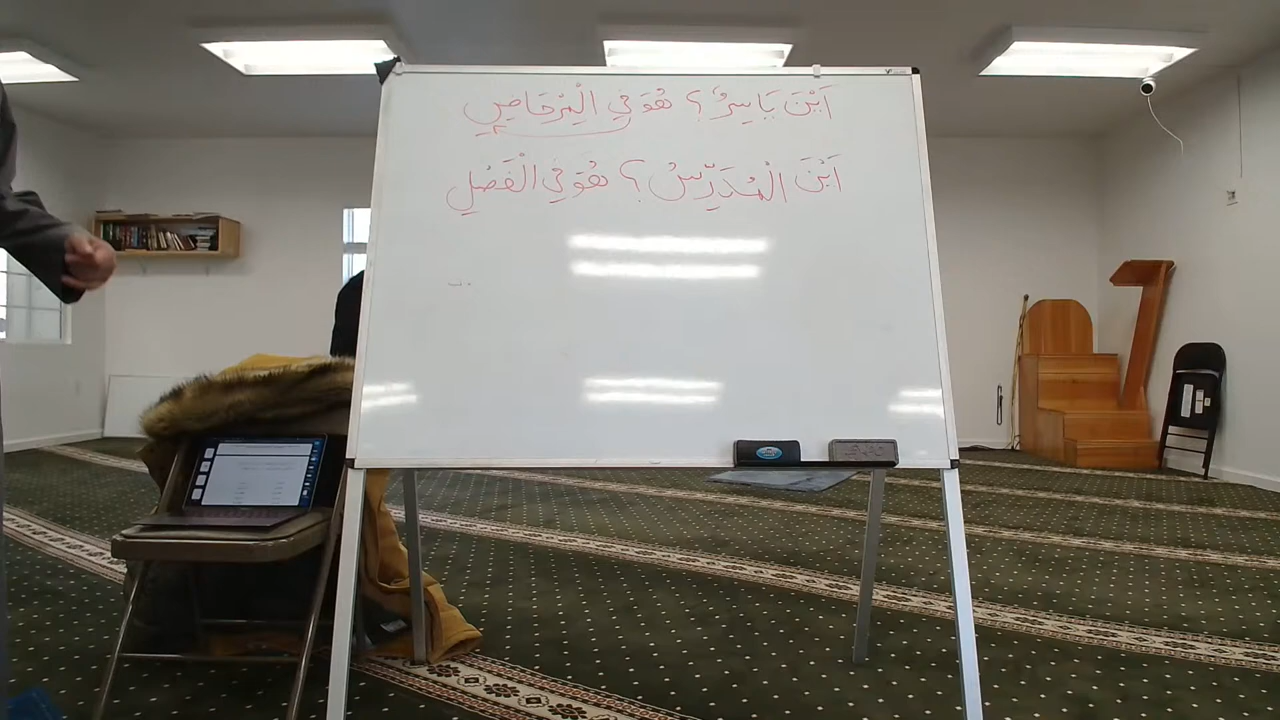 أَيْنَ يَاسِرٌ؟ هُوَ فِي الْمِرْحَاضِ
أَيْنَ الْمُدَرِّسُ؟ هُوَ فِي الْفَصْلِ